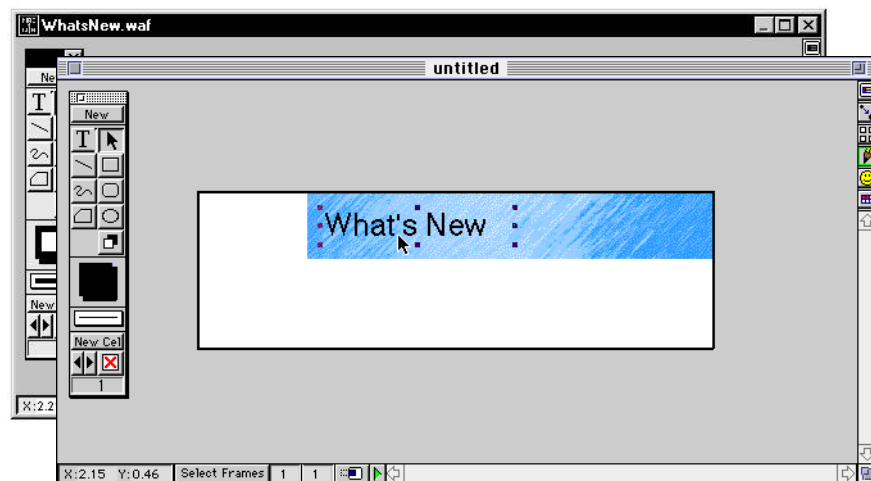 WhatsNew.waf
untitled
Ne
New
T
T
What's New
New
New Cel
1
X:2.2
X:2.15 Y:0.46 Select Frames 1 1